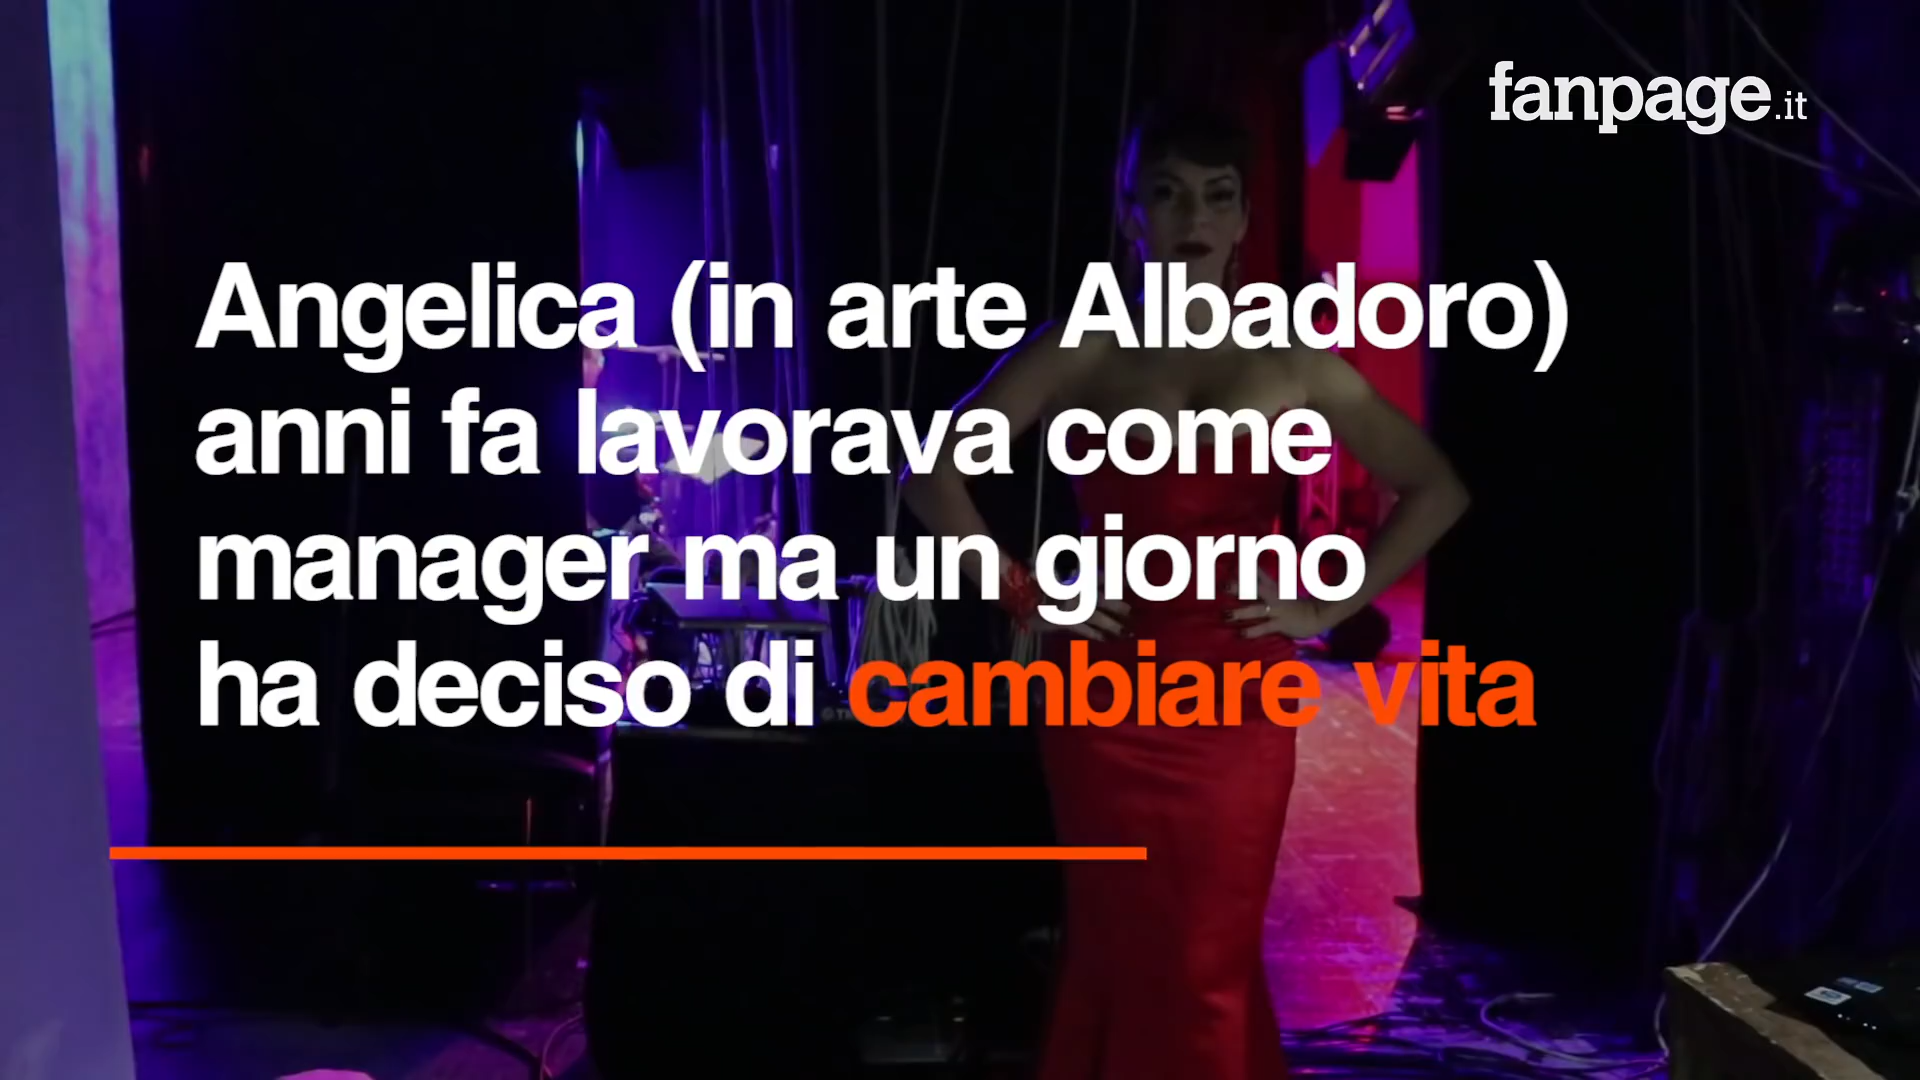 fanpage.it
Angelica (in arte Albadoro)
anni fa lavorava come
manager ma un giorno
ha deciso di cambiare vita